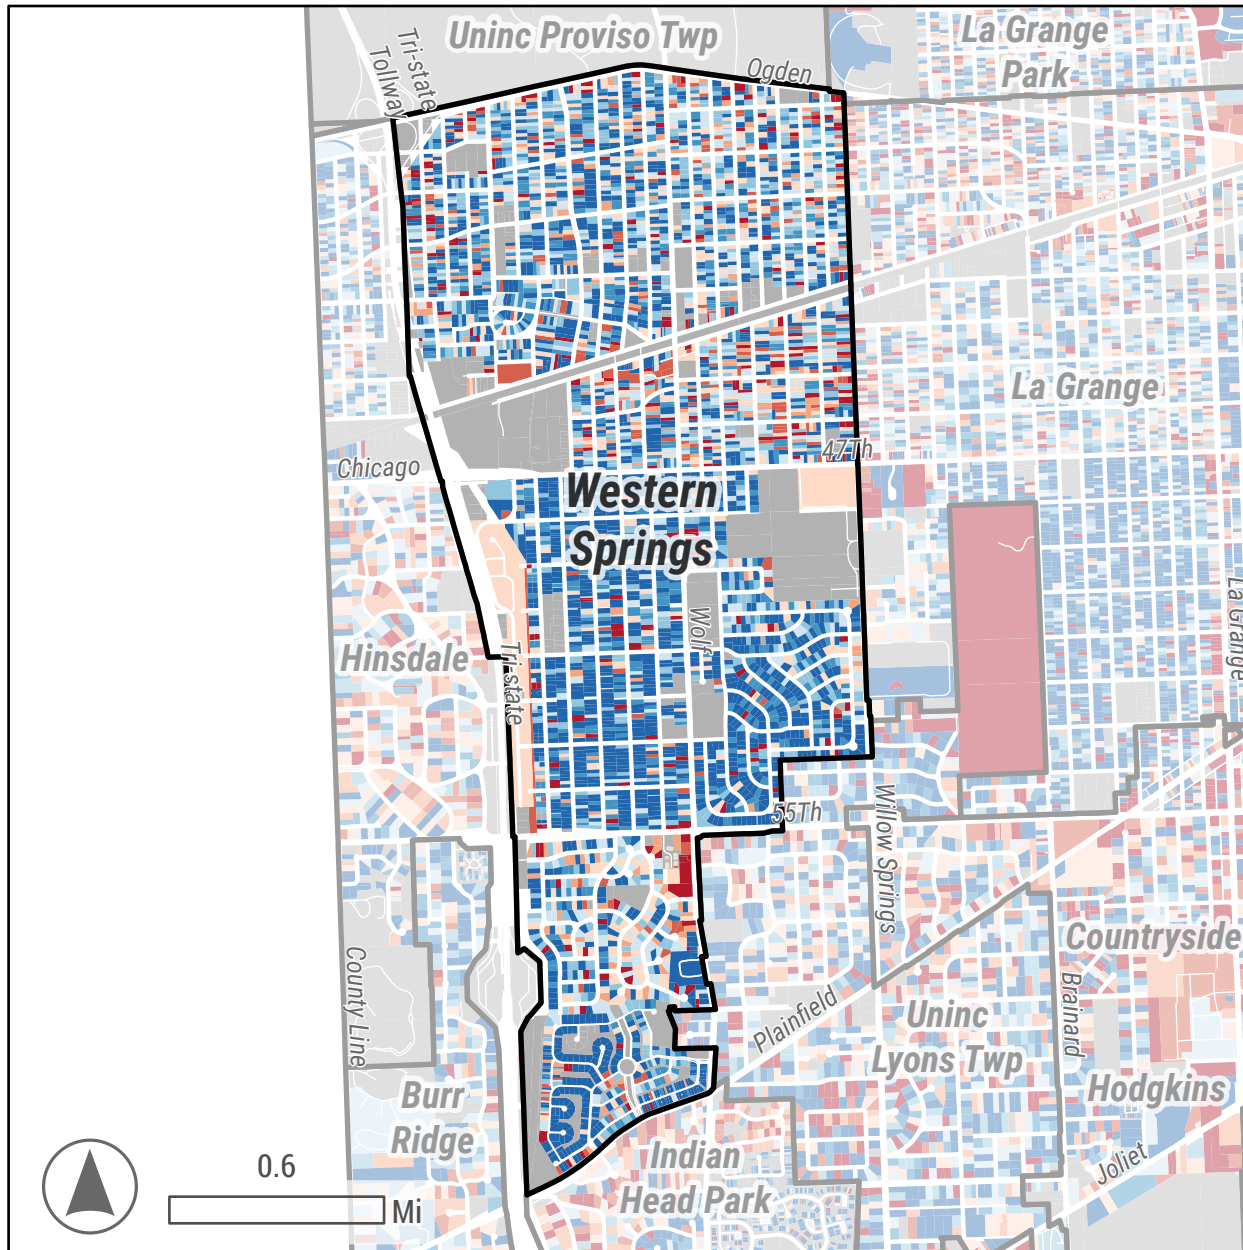 Uninc Proviso Twp
La Grange
Park
Tri-state
Tollway
Ogden
La Grange
47Th
Chicago
Western
Springs
Wolf
La Grange
Hinsdale
Tri-state
Willow Springs
55Th
Countryside
County Line
Brainard
Plainfield
Uninc
Lyons Twp
Burr
Ridge
Hodgkins
Indian
Head Park
Joliet
0.6
Mi